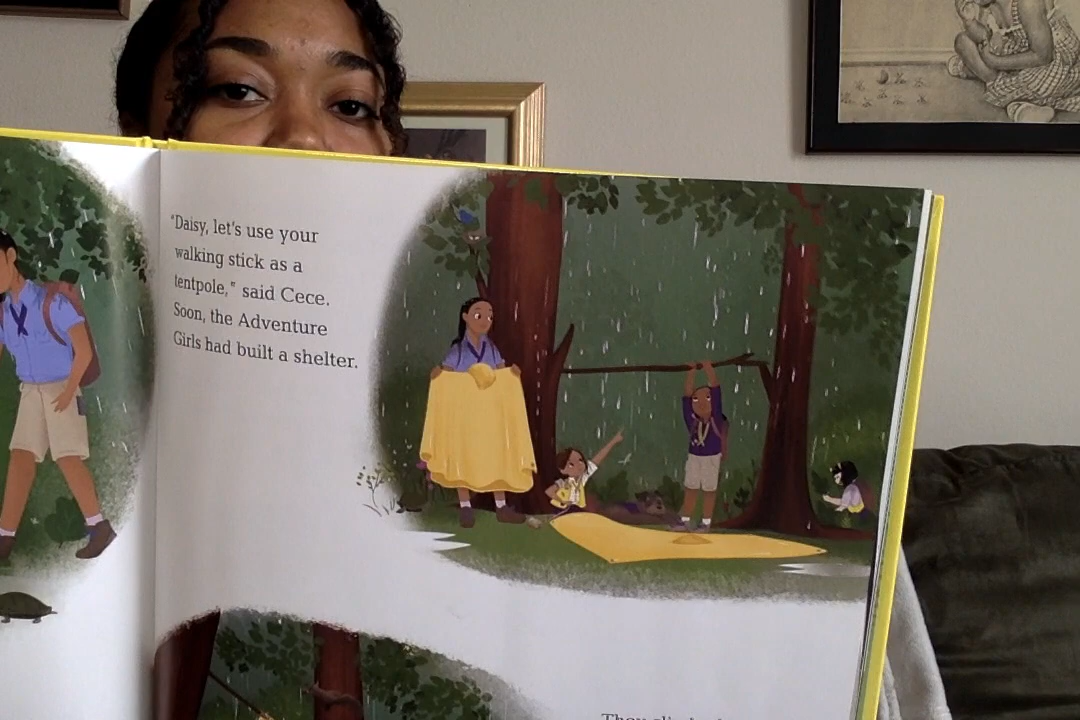 "Daisy, let's use your
walking stick as a
tentpole," said Cece.
Soon, the Adventure
Girls had built a shelter.